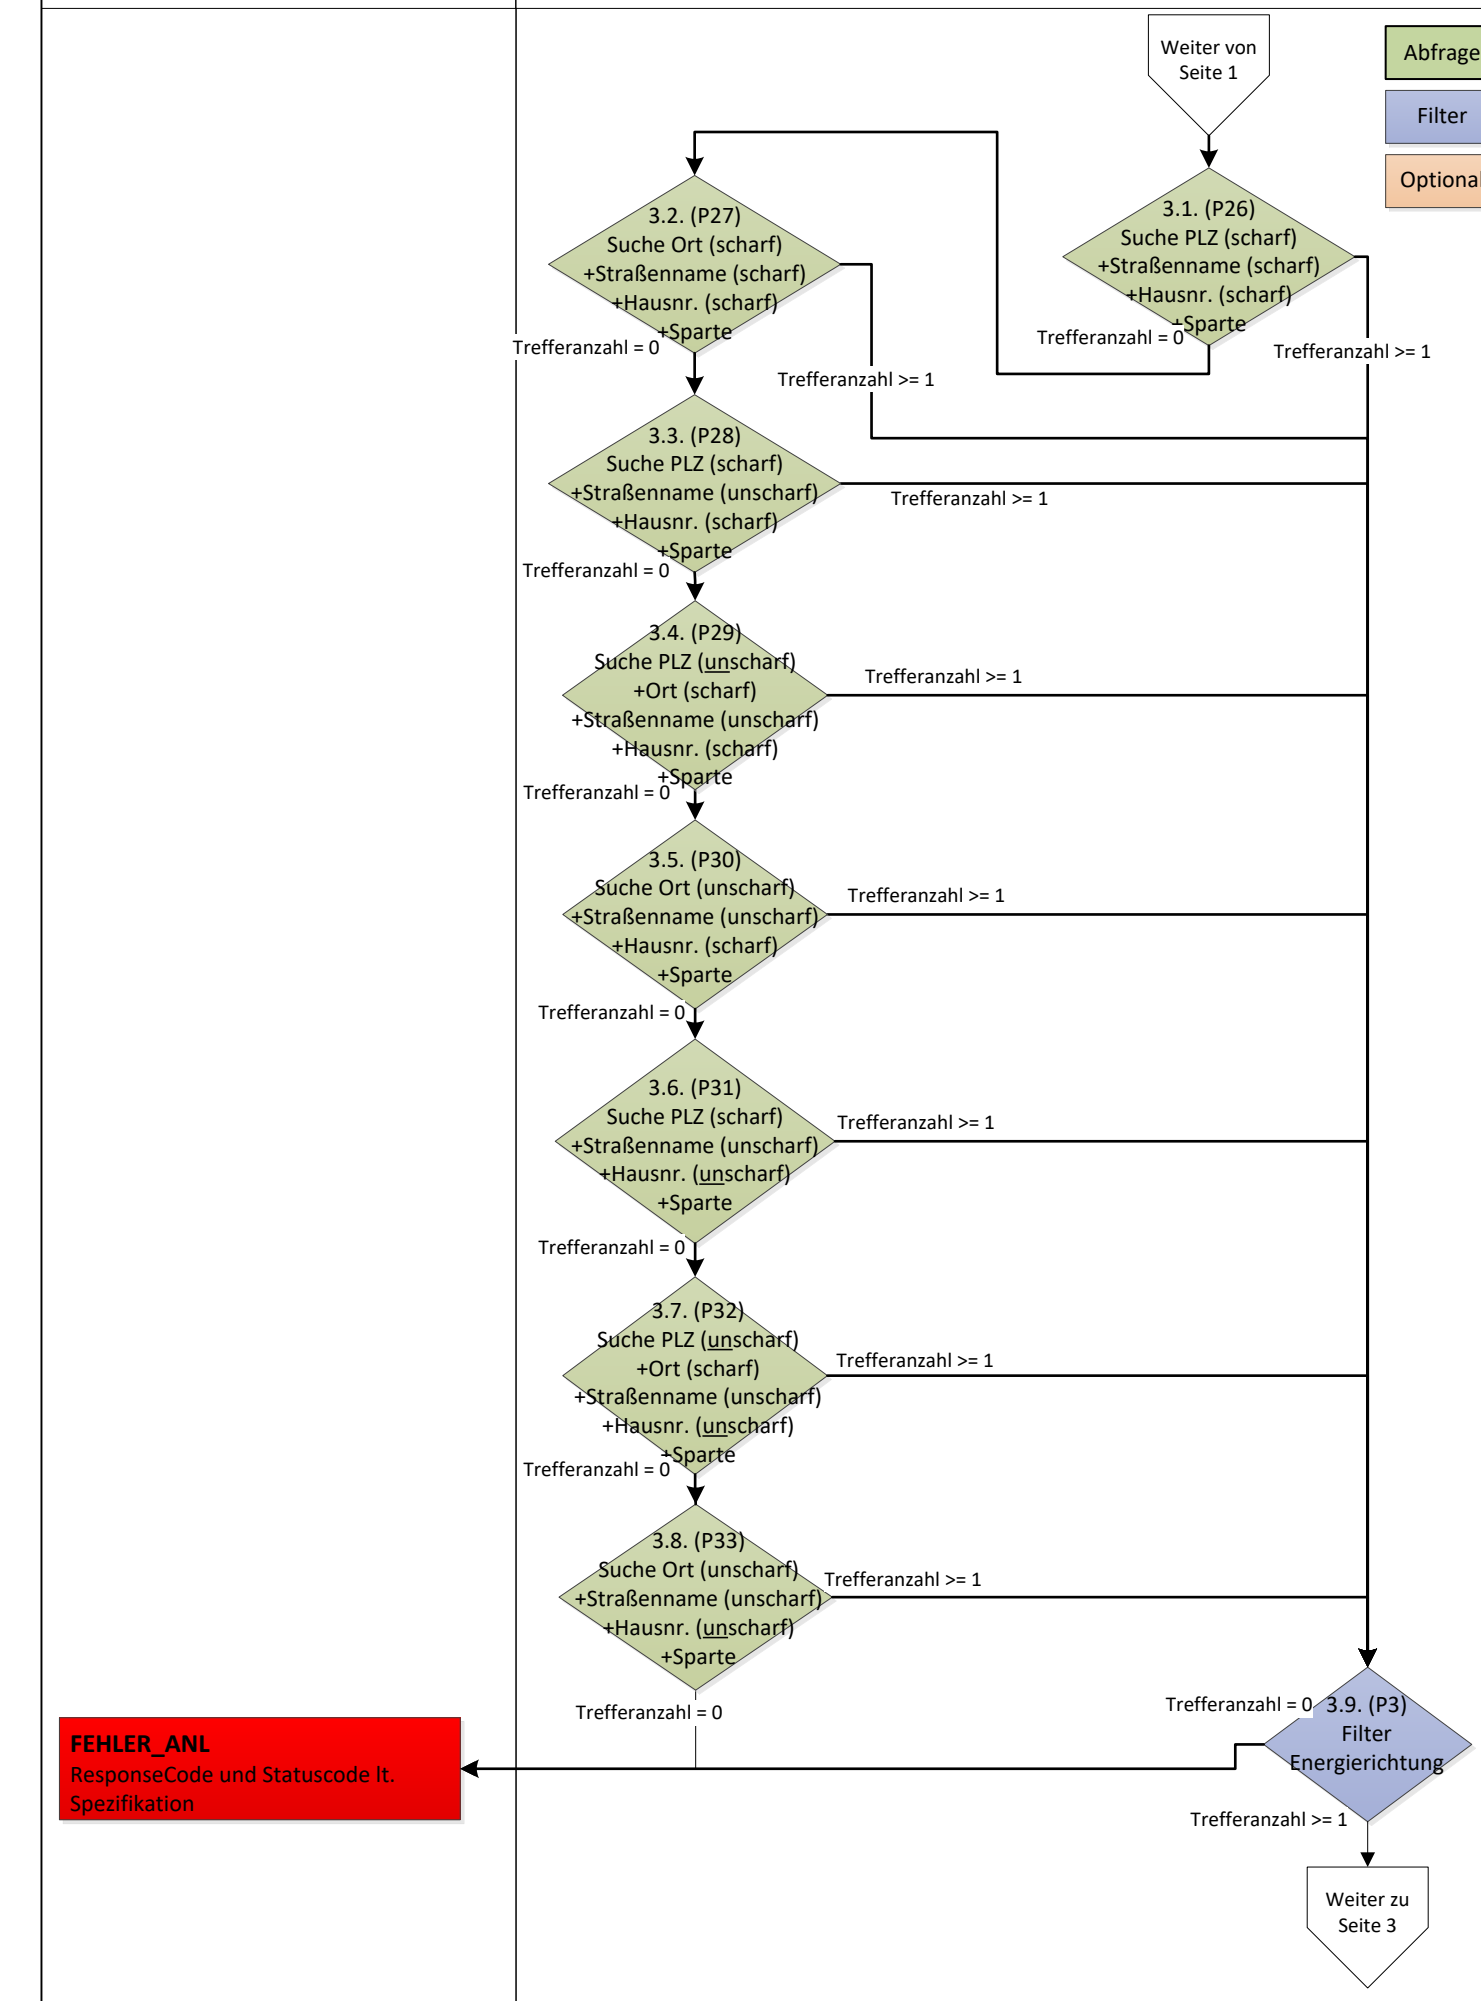 Weiter von
Seite 1
Abfrage
Filter
Optional
3.1. (P26)
Suche PLZ (scharf)
+Straßenname (scharf)
+Hausnr. (scharf)
+Sparte
Trefferanzahl = 0
Trefferanzahl >= 1
3.2. (P27)
Suche Ort (scharf)
+Straßenname (scharf)
+Hausnr. (scharf)
+Sparte
Trefferanzahl = 0
Trefferanzahl >= 1
3.3. (P28)
Suche PLZ (scharf)
+Straßenname (unscharf)
+Hausnr. (scharf)
+Sparte
Trefferanzahl = 0
Trefferanzahl >= 1
3.4. (P29)
Suche PLZ (unscharf)
+Ort (scharf)
+Straßenname (unscharf)
+Hausnr. (scharf)
+Sparte
Trefferanzahl = 0
Trefferanzahl >= 1
3.5. (P30)
Suche Ort (unscharf)
+Straßenname (unscharf)
+Hausnr. (scharf)
+Sparte
Trefferanzahl = 0
Trefferanzahl >= 1
3.6. (P31)
Suche PLZ (scharf)
+Straßenname (unscharf)
+Hausnr. (unscharf)
+Sparte
Trefferanzahl = 0
Trefferanzahl >= 1
3.7. (P32)
Suche PLZ (unscharf)
+Ort (scharf)
+Straßenname (unscharf)
+Hausnr. (unscharf)
+Sparte
Trefferanzahl = 0
Trefferanzahl >= 1
3.8. (P33)
Suche Ort (unscharf)
+Straßenname (unscharf)
+Hausnr. (unscharf)
+Sparte
Trefferanzahl = 0
Trefferanzahl >= 1
3.9. (P3)
Filter
Energierichtung
Trefferanzahl = 0
Trefferanzahl >= 1
FEHLER_ANL
ResponseCode und Statuscode lt.
Spezifikation
Weiter zu
Seite 3